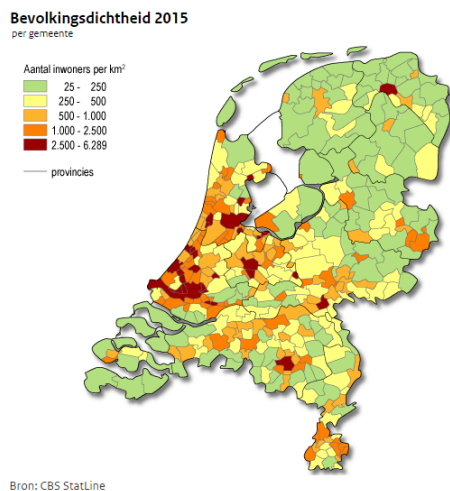 Bevolkingsdichtheid 2015
per gemeente
Aantal inwoners per km²
25 - 250
250 - 500
500 - 1.000
1.000 - 2.500
2.500 - 6.289
provincies
Bron: CBS StatLine